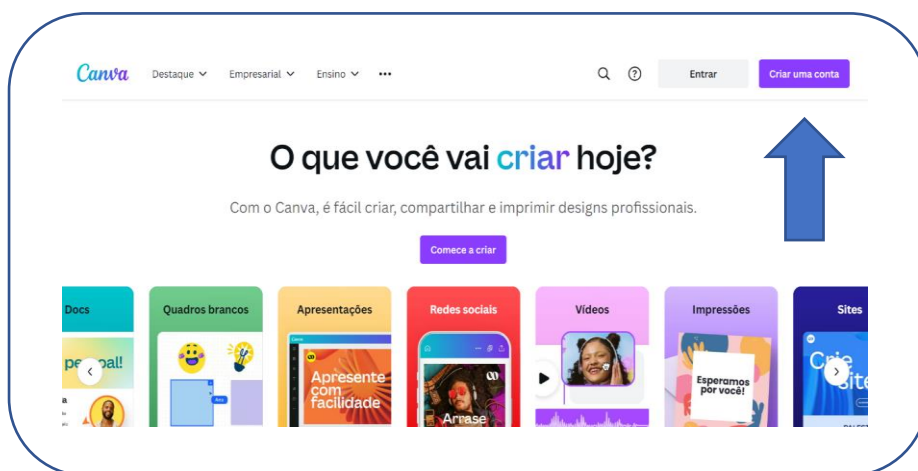 Canva Destaque Empresarial Ensino ••• Entrar Criar uma conta
O que você vai criar hoje?
Com o Canva, é fácil criar, compartilhar e imprimir designs profissionais.
Comece a criar
Docs Quadros brancos Apresentações Redes sociais Vídeos Impressões Sites
Apresente
com
facilidade
Esperamos
por você!
Arrase